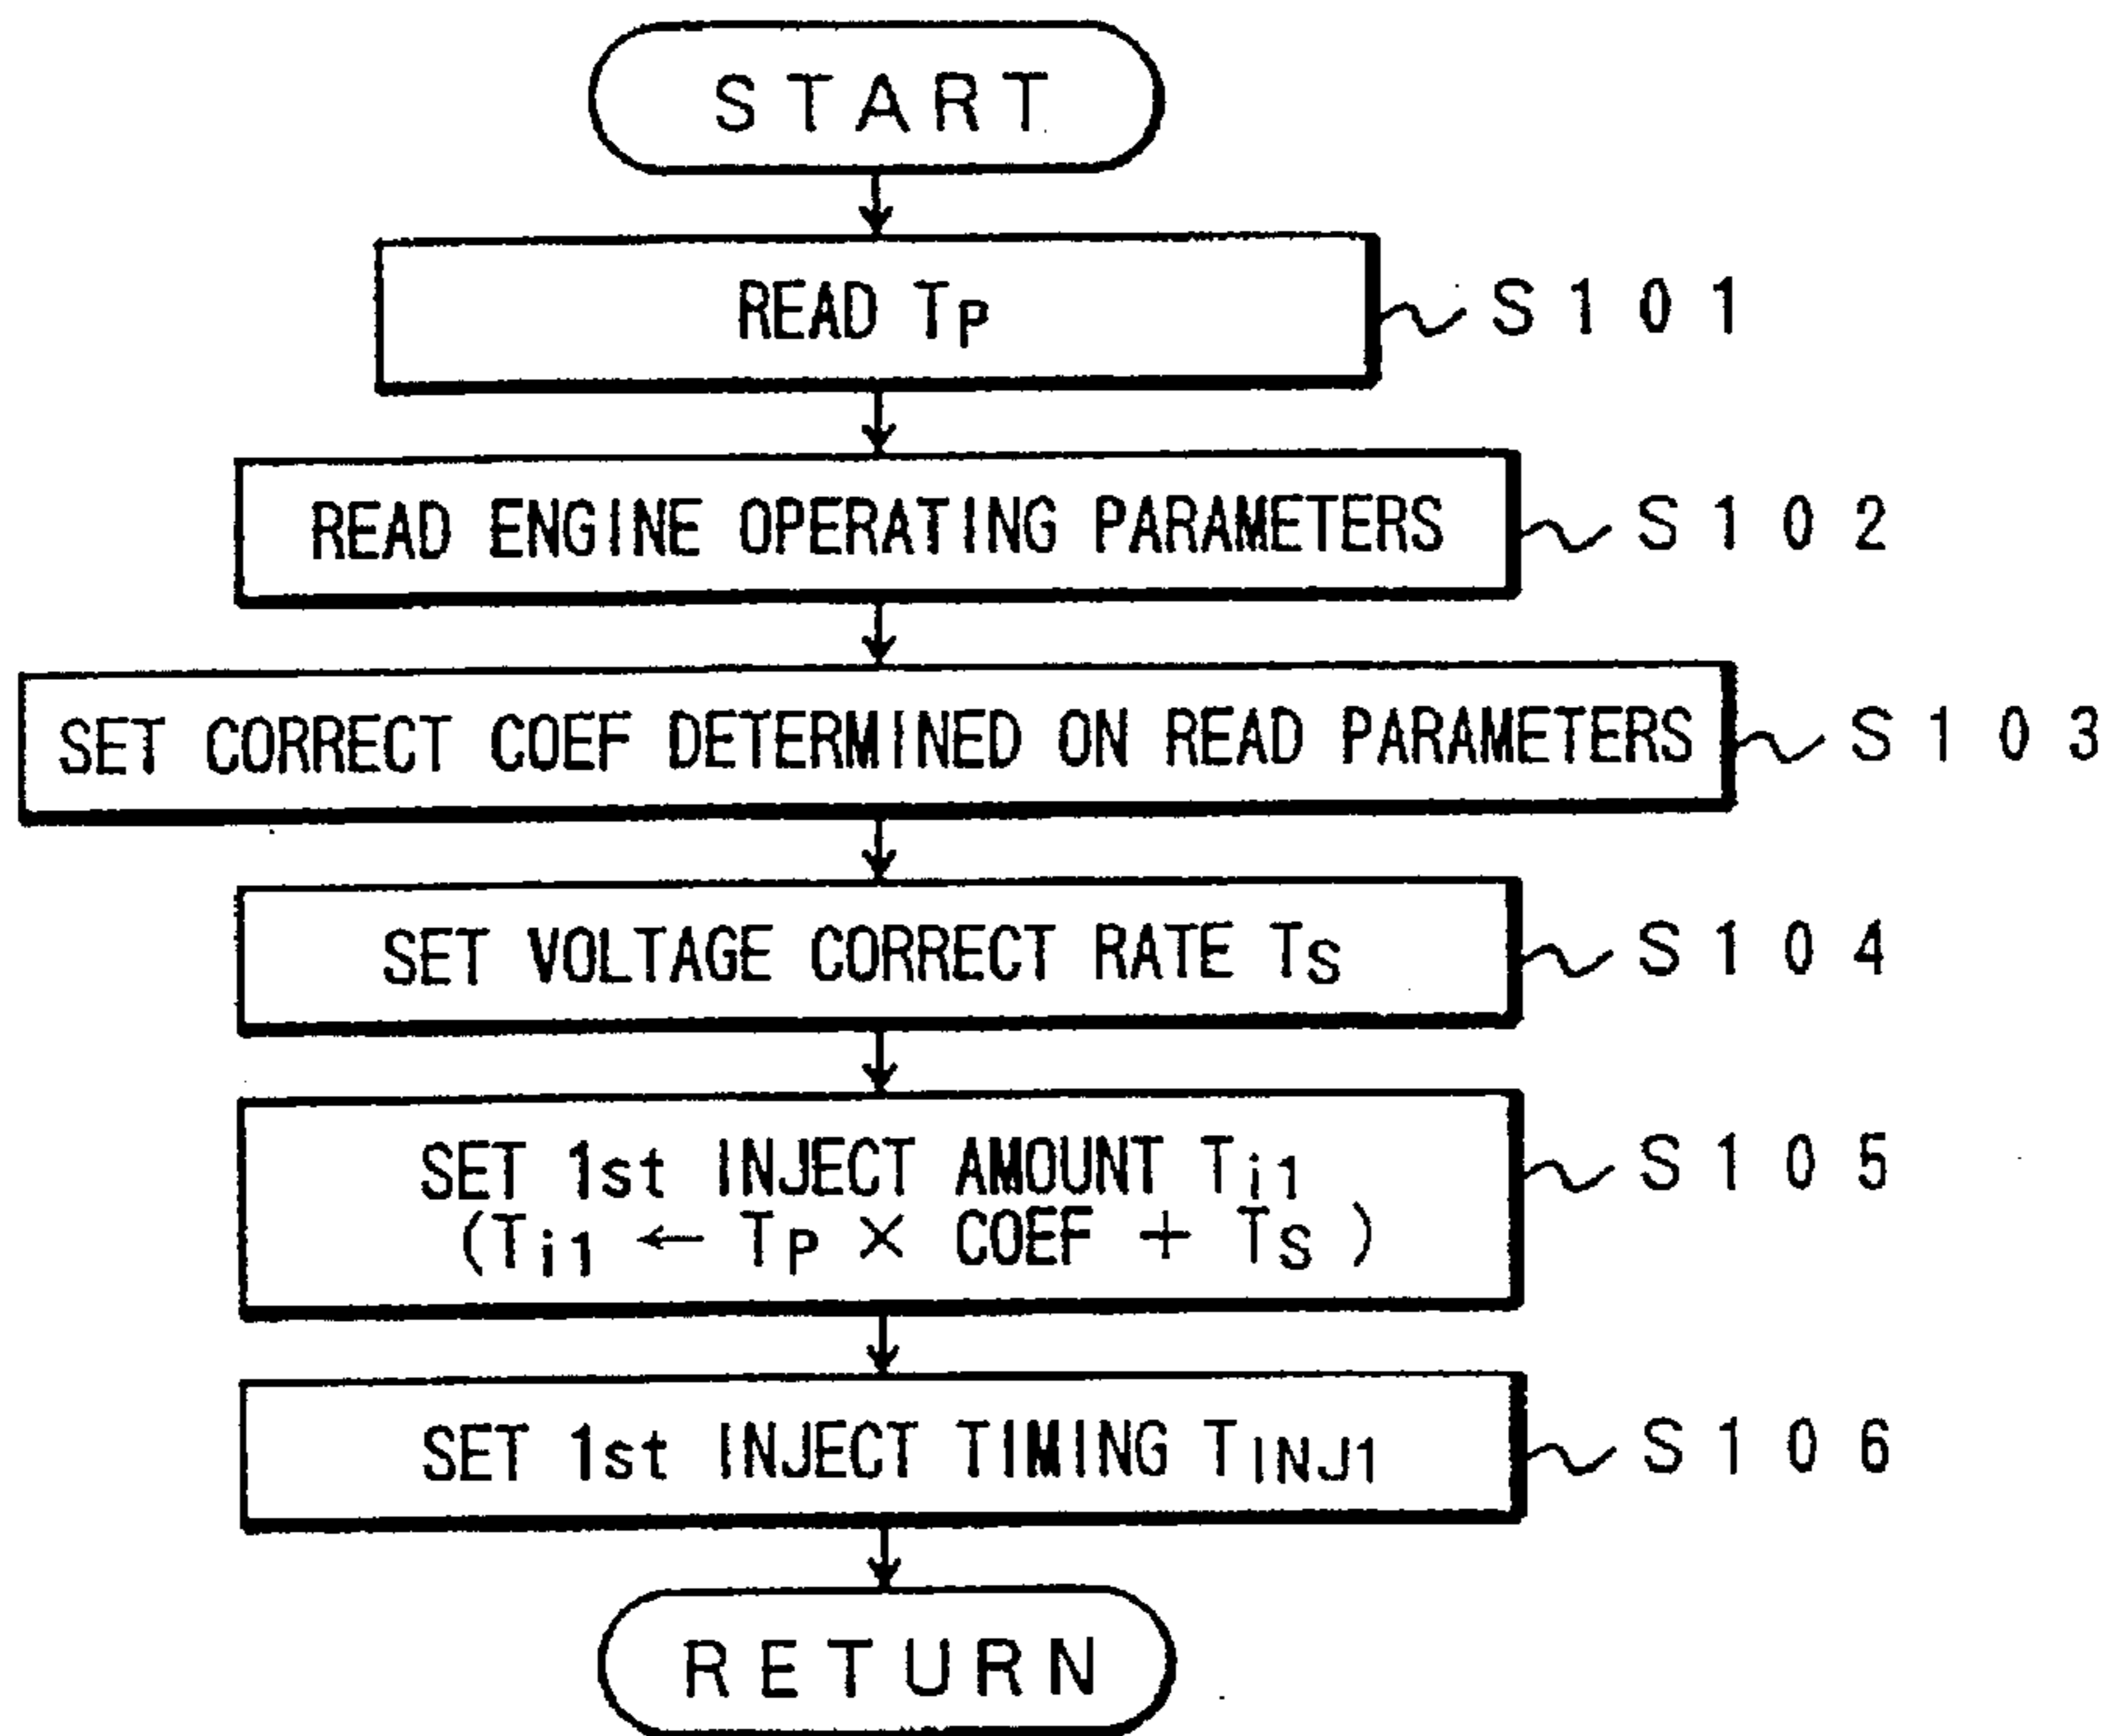 START
READ TP S101
READ ENGINE OPERATING PARAMETERS S102
SET CORRECT COEF DETERMINED ON READ PARAMETERS S103
SET VOLTAGE CORRECT RATE TS S104
SET 1st INJECT AMOUNT Ti1 S105
(Ti1 ← TP × COEF + TS )
SET 1st INJECT TIMING TINJ1 S106
RETURN